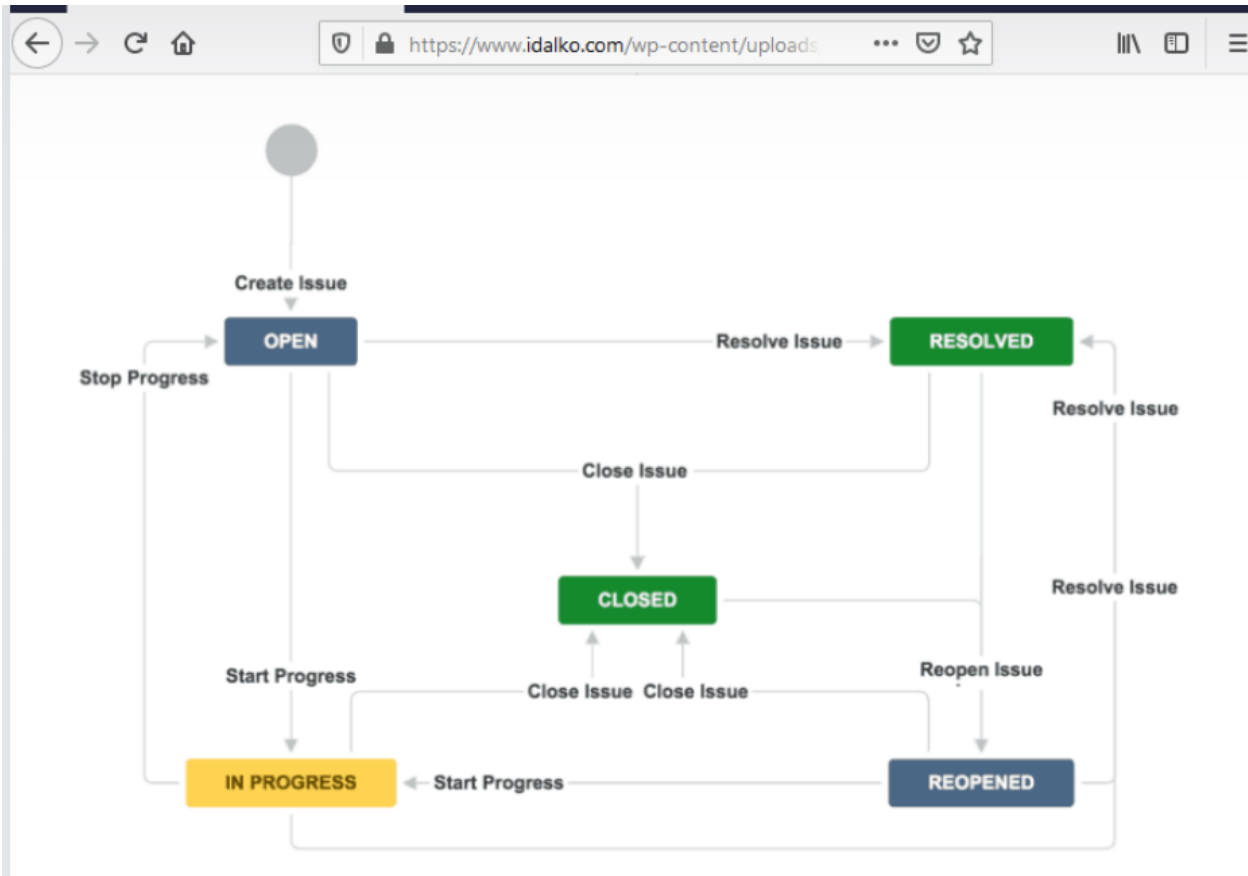 https://www.idalko.com/wp-content/uploads
Create Issue
OPEN
Resolve Issue
RESOLVED
Stop Progress
Resolve Issue
Close Issue
Resolve Issue
CLOSED
Start Progress
Reopen Issue
Close Issue
Close Issue
IN PROGRESS
Start Progress
REOPENED